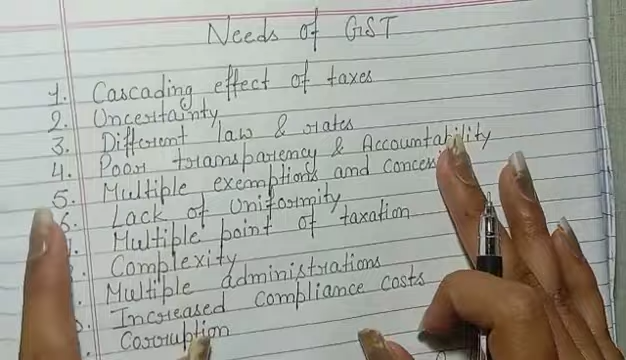 Needs of GST
1. Cascading effect of taxes
2. Uncertainty
3. Different law & rates
4. Poor transparency & Accountability
5. Multiple exemptions and
6. Lack of Uniformity
Multiple point of taxation
Complexity
Multiple administrations
Increased compliance costs
Corruption